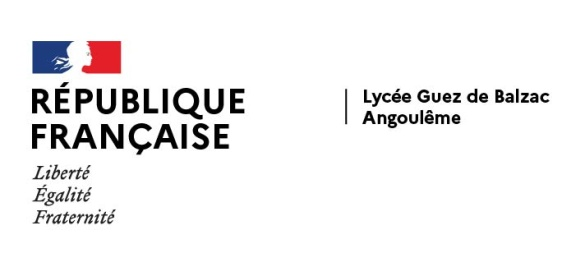 RÉPUBLIQUE
FRANÇAISE
Liberté
Égalité
Fraternité
Lycée Guez de Balzac
Angoulême